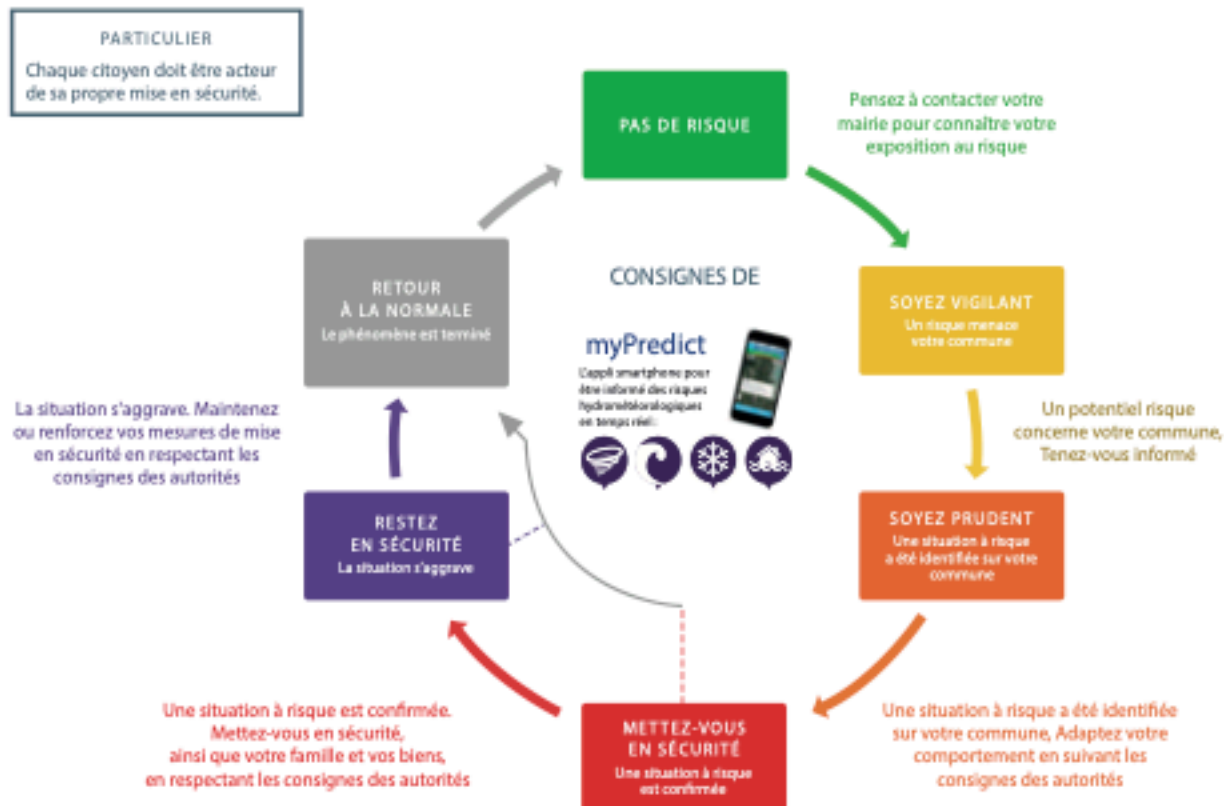 PARTICULIER
Chaque citoyen doit être acteur
de sa propre mise en sécurité.
PAS DE RISQUE
Pensez à contacter votre
mairie pour connaître votre
exposition au risque
SOYEZ VIGILANT
Un risque menace
votre commune
Un potentiel risque
concerne votre commune,
Tenez-vous informé
SOYEZ PRUDENT
Une situation à risque
a été identifiée sur votre
commune
Une situation à risque a été identifiée
sur votre commune, Adaptez votre
comportement en suivant les
consignes des autorités
METTEZ-VOUS
EN SÉCURITÉ
Une situation à risque
est confirmée
Une situation à risque est confirmée.
Mettez-vous en sécurité,
ainsi que votre famille et vos biens,
en respectant les consignes des autorités
RESTEZ
EN SÉCURITÉ
La situation s'aggrave
La situation s'aggrave. Maintenez
ou renforcez vos mesures de mise
en sécurité en respectant les
consignes des autorités
RETOUR
À LA NORMALE
Le phénomène est terminé
CONSIGNES DE
myPredict
L'appli smartphone pour
être informé des risques
hydrométéorologiques
en temps réel :